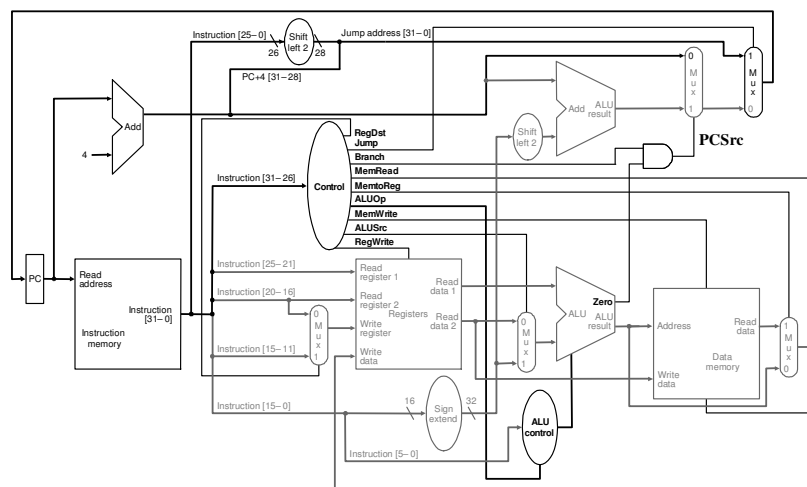 Instruction [25–0]
26
Shift
left 2
28
Jump address [31–0]
PC+4 [31–28]
Add
4
0
M
u
x
1
1
M
u
x
0
Add
ALU
result
Shift
left 2
PCSrc
RegDst
Jump
Branch
MemRead
MemtoReg
ALUOp
MemWrite
ALUSrc
RegWrite
Instruction [31–26]
Control
PC
Read
address
Instruction
[31–0]
Instruction
memory
Instruction [25–21]
Instruction [20–16]
Instruction [15–11]
Instruction [15–0]
0
M
u
x
1
Read
register 1
Read
register 2
Registers
Write
register
Write
data
Read
data 1
Read
data 2
0
M
u
x
1
Zero
ALU
ALU
result
Address
Read
data
Data
memory
Write
data
1
M
u
x
0
16
Sign
extend
32
ALU
control
Instruction [5–0]